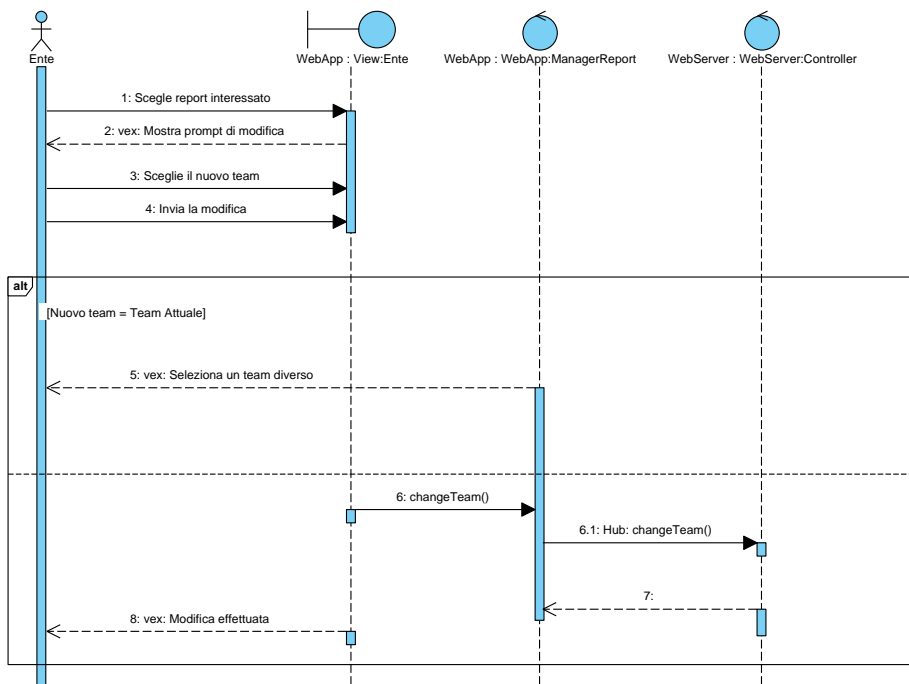 Ente
WebApp : View:Ente
WebApp : WebApp:ManagerReport
WebServer : WebServer:Controller
1: Scegle report interessato
2: vex: Mostra prompt di modifica
3: Sceglie il nuovo team
4: Invia la modifica
alt
[Nuovo team = Team Attuale]
5: vex: Seleziona un team diverso
6: changeTeam()
6.1: Hub: changeTeam()
7:
8: vex: Modifica effettuata